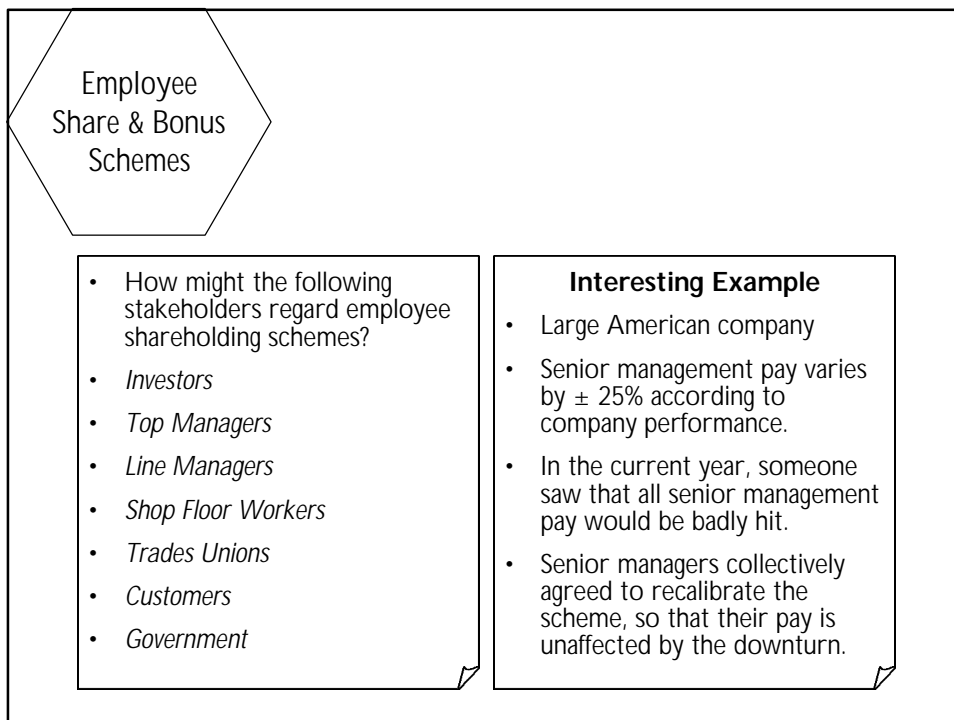 Employee
Share & Bonus
Schemes
• How might the following
stakeholders regard employee
shareholding schemes?
• Investors
• Top Managers
• Line Managers
• Shop Floor Workers
• Trades Unions
• Customers
• Government
Interesting Example
• Large American company
• Senior management pay varies
by ± 25% according to
company performance.
• In the current year, someone
saw that all senior management
pay would be badly hit.
• Senior managers collectively
agreed to recalibrate the
scheme, so that their pay is
unaffected by the downturn.